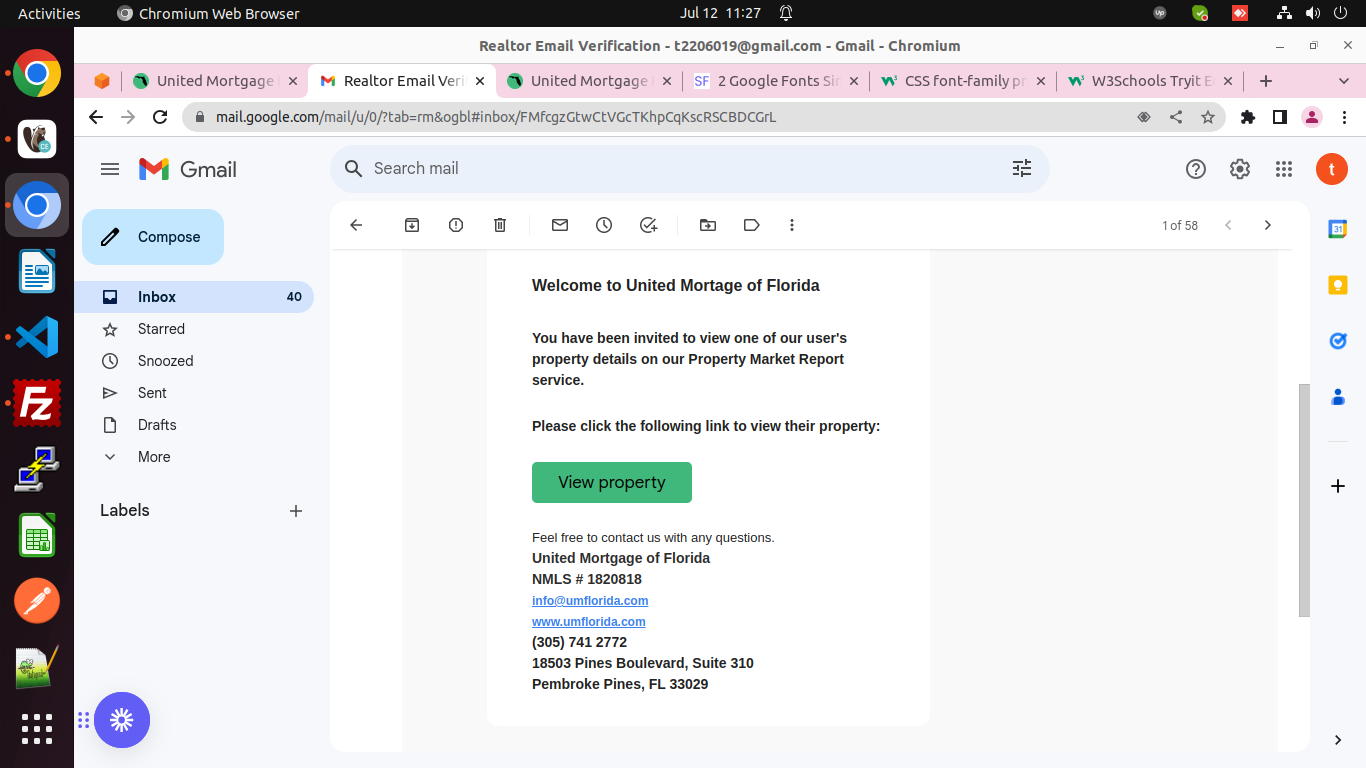 Activities
Chromium Web Browser
Jul 12 11:27
Realtor Email Verification - t2206019@gmail.com - Gmail - Chromium
United Mortgage
Realtor Email Veri
United Mortgage
SF 2 Google Fonts Sin
CSS font-family pr
W3Schools Tryit E
mail.google.com/mail/u/0/?tab=rm&ogbl#inbox/FMfcgzGtwCtVGcTKhpCqKscRSCBDCGrL
Gmail
Search mail
t
Compose
1 of 58
Inbox 40
Starred
Snoozed
Sent
Drafts
More
Labels
Welcome to United Mortage of Florida
You have been invited to view one of our user's
property details on our Property Market Report
service.
Please click the following link to view their property:
View property
Feel free to contact us with any questions.
United Mortgage of Florida
NMLS # 1820818
info@umflorida.com
www.umflorida.com
(305) 741 2772
18503 Pines Boulevard, Suite 310
Pembroke Pines, FL 33029